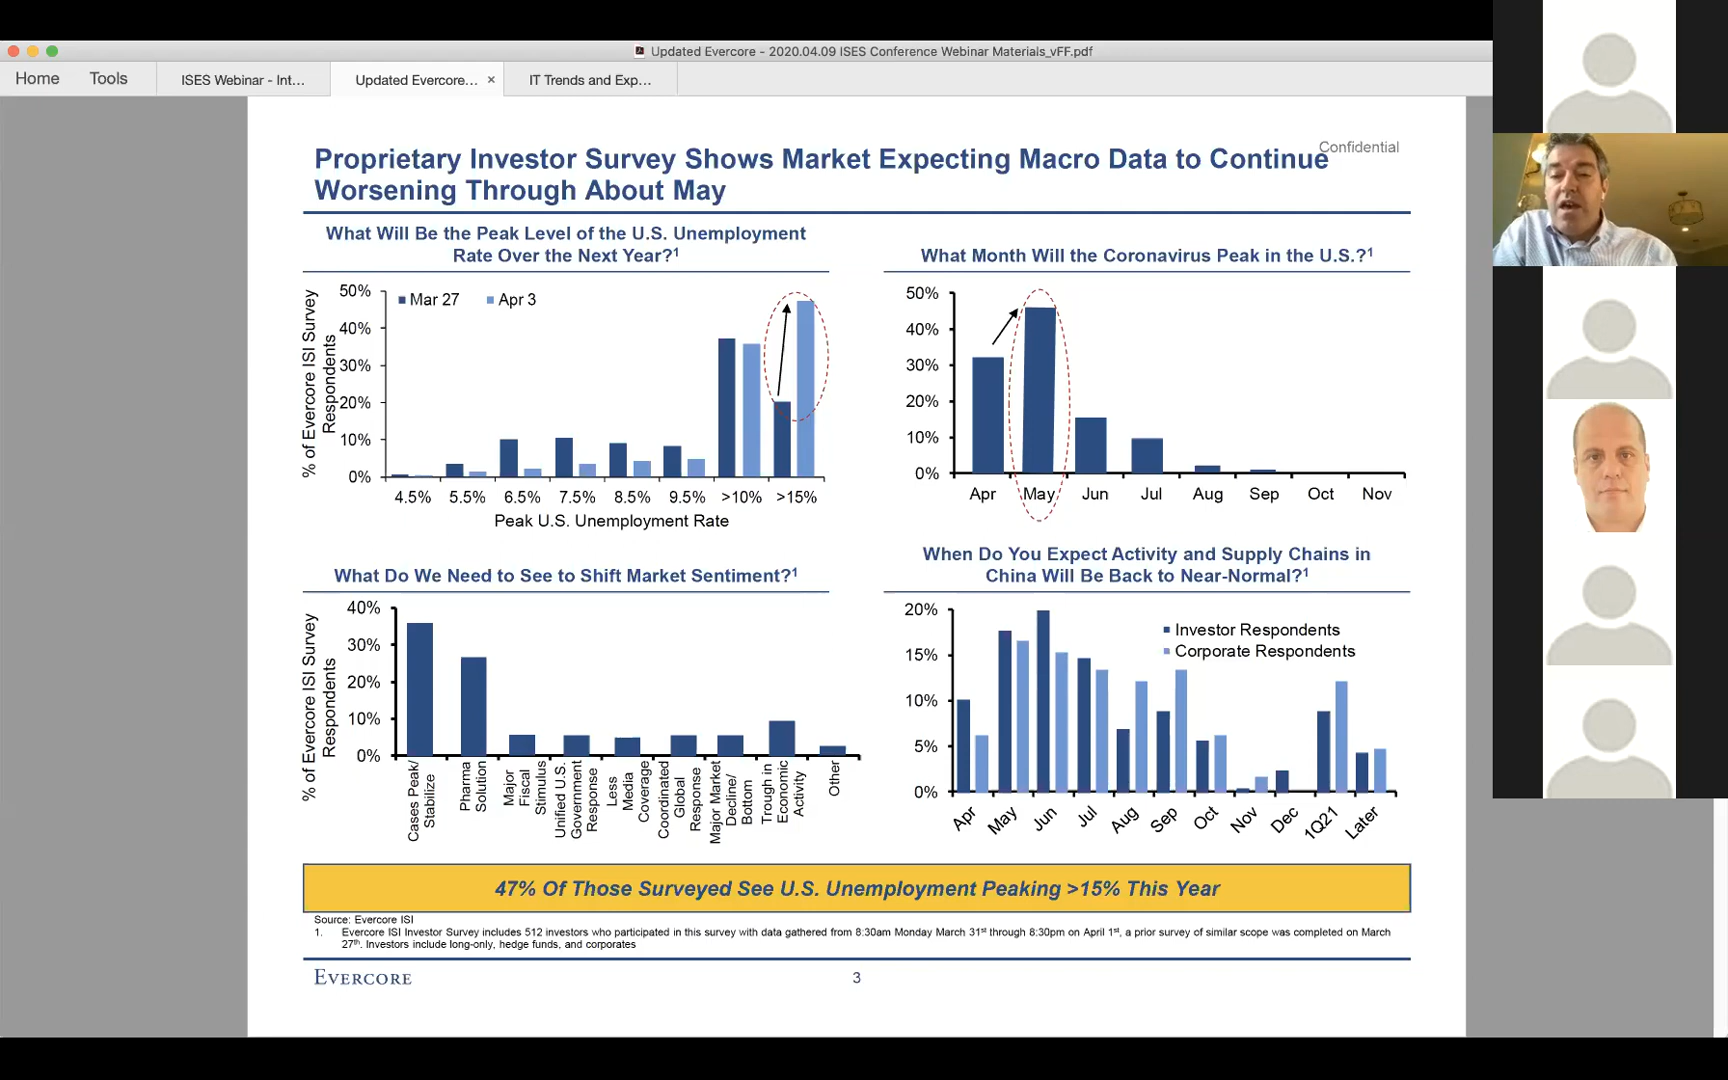 Updated Evercore - 2020.04.09 ISES Conference Webinar Materials_vFF.pdf
Home
Tools
ISES Webinar - Int...
Updated Evercore...
×
IT Trends and Exp...
Confidential
Proprietary Investor Survey Shows Market Expecting Macro Data to Continue
Worsening Through About May
What Will Be the Peak Level of the U.S. Unemployment
Rate Over the Next Year?¹
% of Evercore ISI Survey
Respondents
50%
40%
30%
20%
10%
0%
Mar 27
Apr 3
4.5%
5.5%
6.5%
7.5%
8.5%
9.5%
>10%
>15%
Peak U.S. Unemployment Rate
What Month Will the Coronavirus Peak in the U.S.?¹
50%
40%
30%
20%
10%
0%
Apr
May
Jun
Jul
Aug
Sep
Oct
Nov
What Do We Need to See to Shift Market Sentiment?¹
% of Evercore ISI Survey
Respondents
40%
30%
20%
10%
0%
Cases Peak/
Stabilize
Pharma
Solution
Major
Fiscal
Stimulus
Unified U.S.
Government
Response
Less
Media
Coverage
Coordinated
Global
Response
Major Market
Decline/
Bottom
Trough in
Economic
Activity
Other
When Do You Expect Activity and Supply Chains in
China Will Be Back to Near-Normal?¹
20%
15%
10%
5%
0%
Investor Respondents
Corporate Respondents
Apr
May
Jun
Jul
Aug
Sep
Oct
Nov
Dec
1Q21
Later
47% Of Those Surveyed See U.S. Unemployment Peaking >15% This Year
Source: Evercore ISI
1. Evercore ISI Investor Survey includes 512 investors who participated in this survey with data gathered from 8:30am Monday March 31st through 8:30pm on April 1st, a prior survey of similar scope was completed on March
27th. Investors include long-only, hedge funds, and corporates
EVERCORE
3